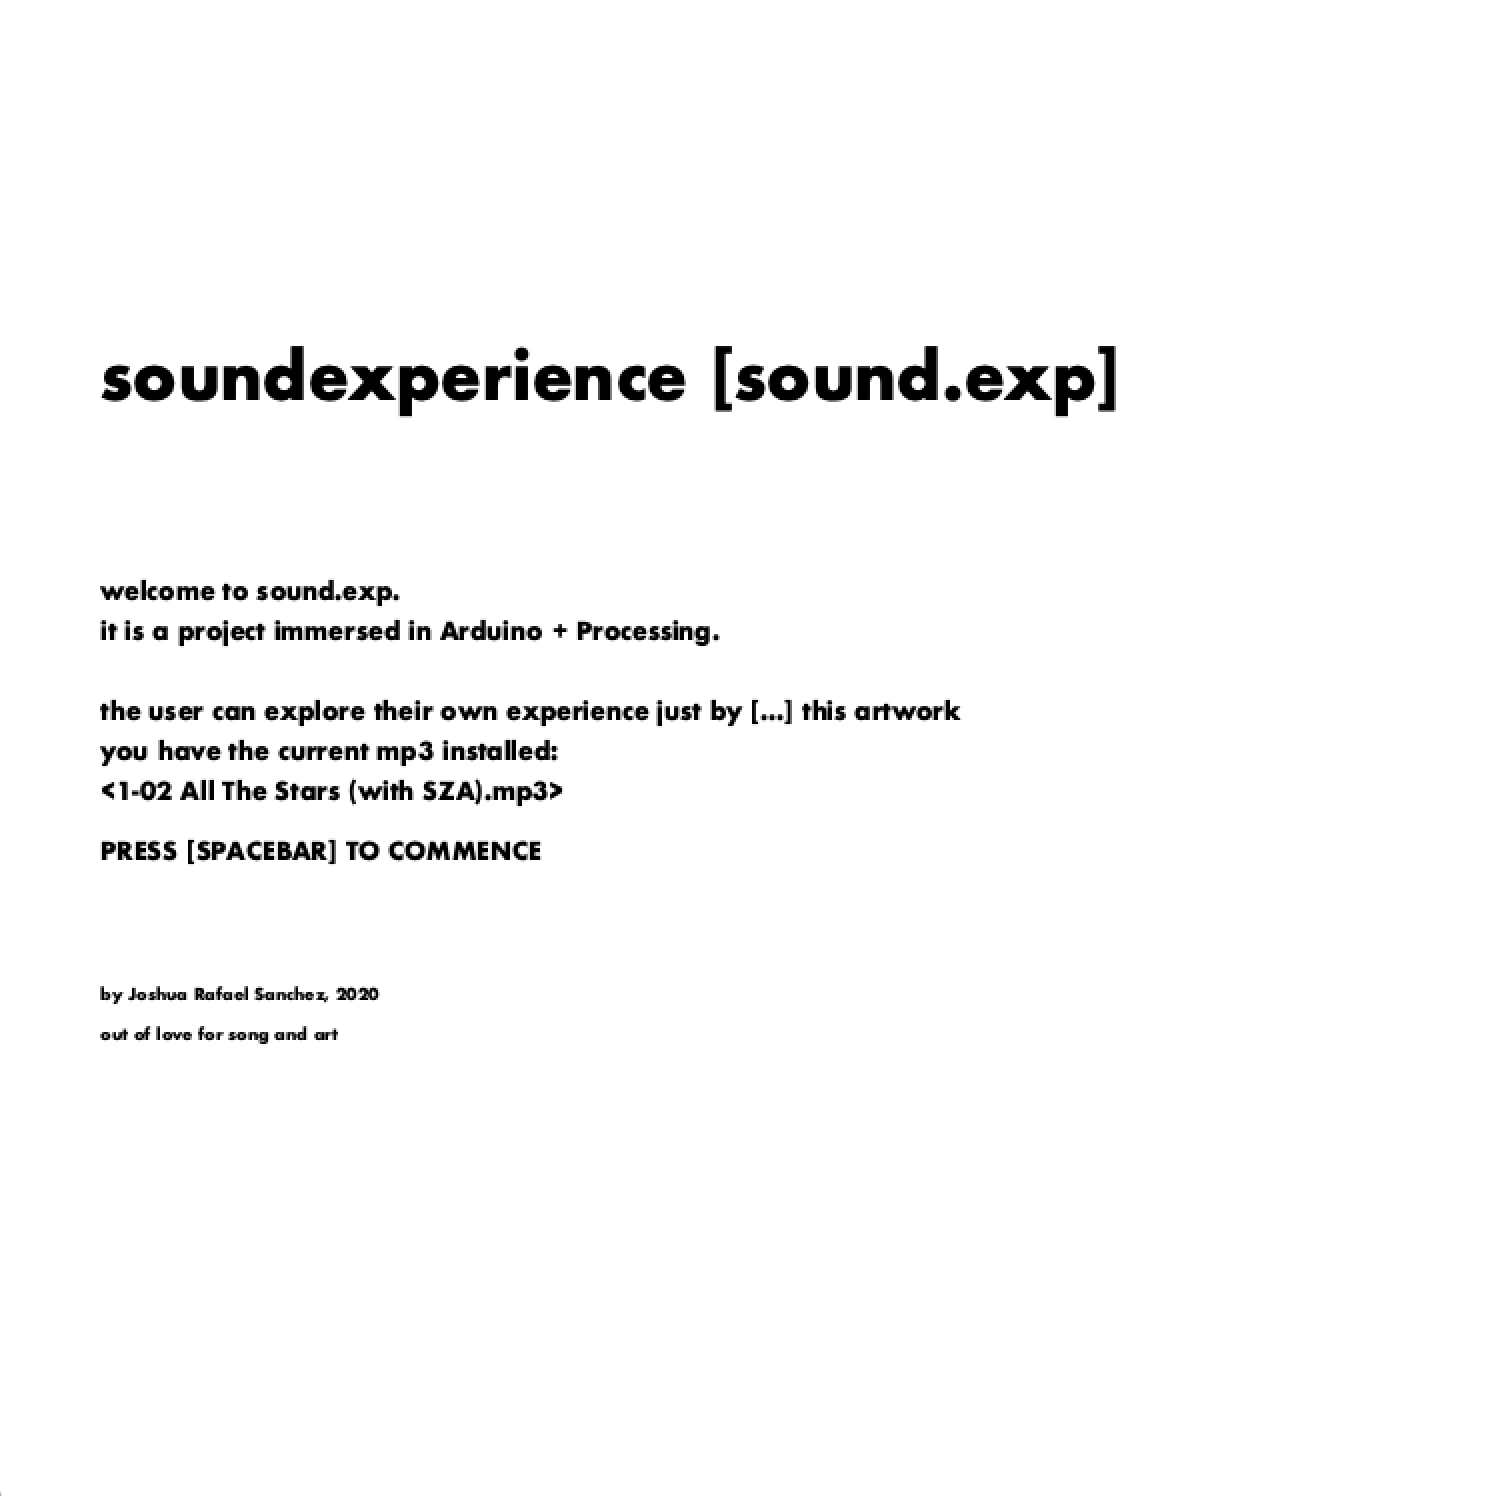 soundexperience [sound.exp]
welcome to sound.exp.
it is a project immersed in Arduino + Processing.
the user can explore their own experience just by [...] this artwork
you have the current mp3 installed:
<1-02 All The Stars (with SZA).mp3>
PRESS [SPACEBAR] TO COMMENCE
by Joshua Rafael Sanchez, 2020
out of love for song and art